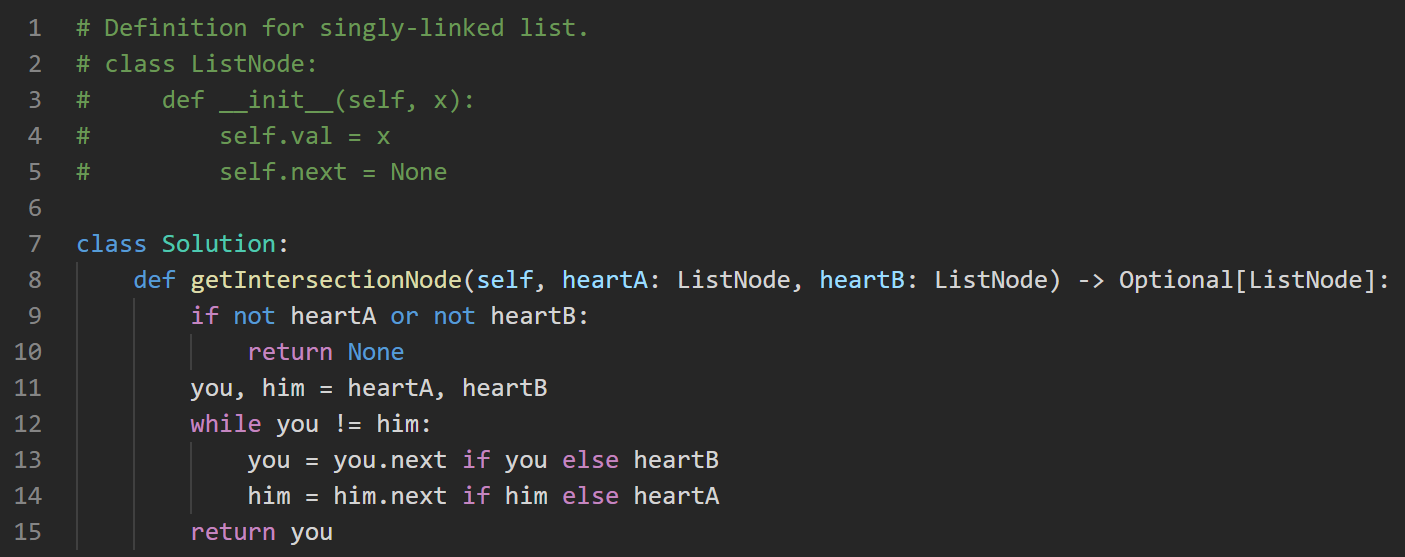 1 # Definition for singly-linked list.
2 # class ListNode:
3 #     def __init__(self, x):
4 #         self.val = x
5 #         self.next = None
6
7 class Solution:
8     def getIntersectionNode(self, heartA: ListNode, heartB: ListNode) -> Optional[ListNode]:
9         if not heartA or not heartB:
10             return None
11         you, him = heartA, heartB
12         while you != him:
13             you = you.next if you else heartB
14             him = him.next if him else heartA
15         return you